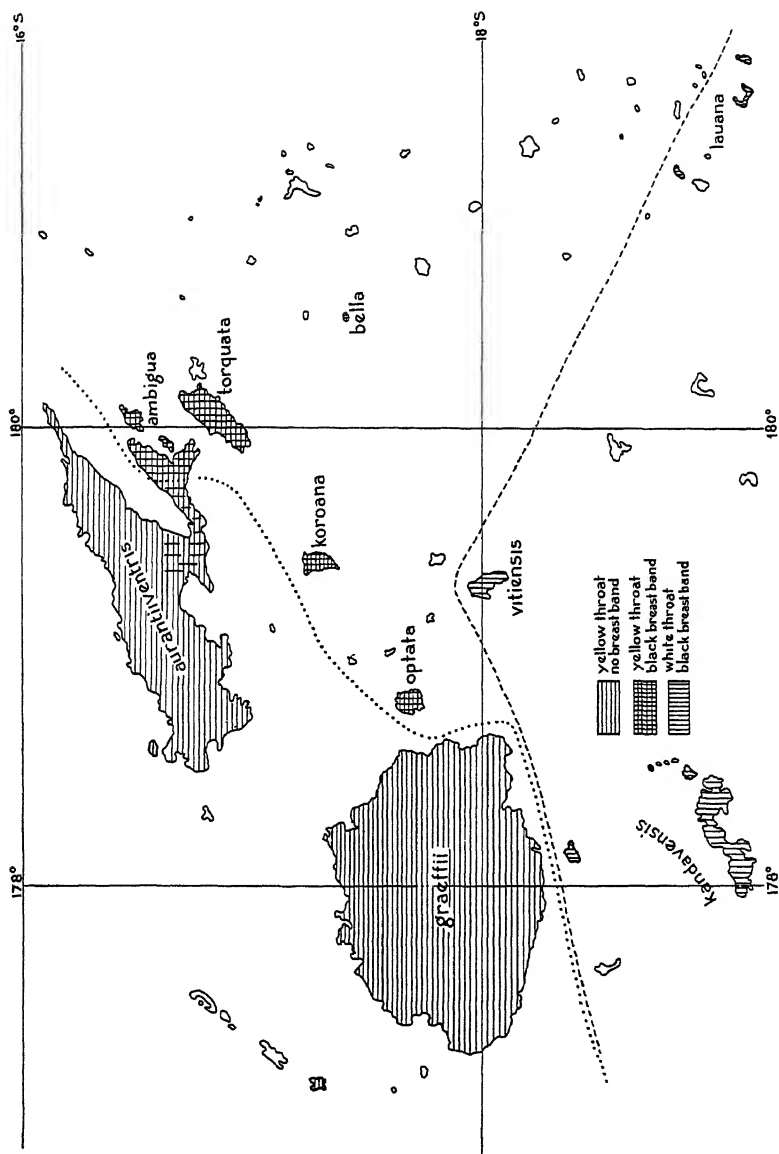 16°S
18°S
178°
180°
178°
180°
aurantiiventris
ambigua
torquata
koroana
bella
optata
graeffii
vitiensis
lauana
Kandavensis
yellow throat
no breast band
yellow throat
black breast band
white throat
black breast band